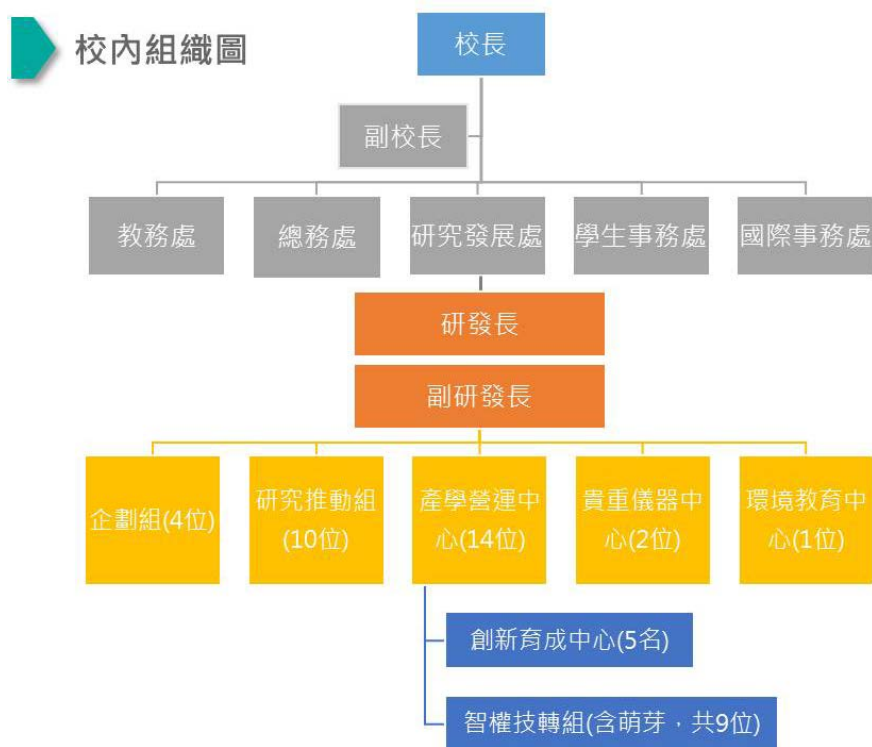 校內組織圖
校長
副校長
教務處
總務處
研究發展處
學生事務處
國際事務處
研發長
副研發長
企劃組(4位)
研究推動組
(10位)
產學營運中
心(14位)
貴重儀器中
心(2位)
環境教育中
心(1位)
創新育成中心(5名)
智權技轉組(含萌芽，共9位)